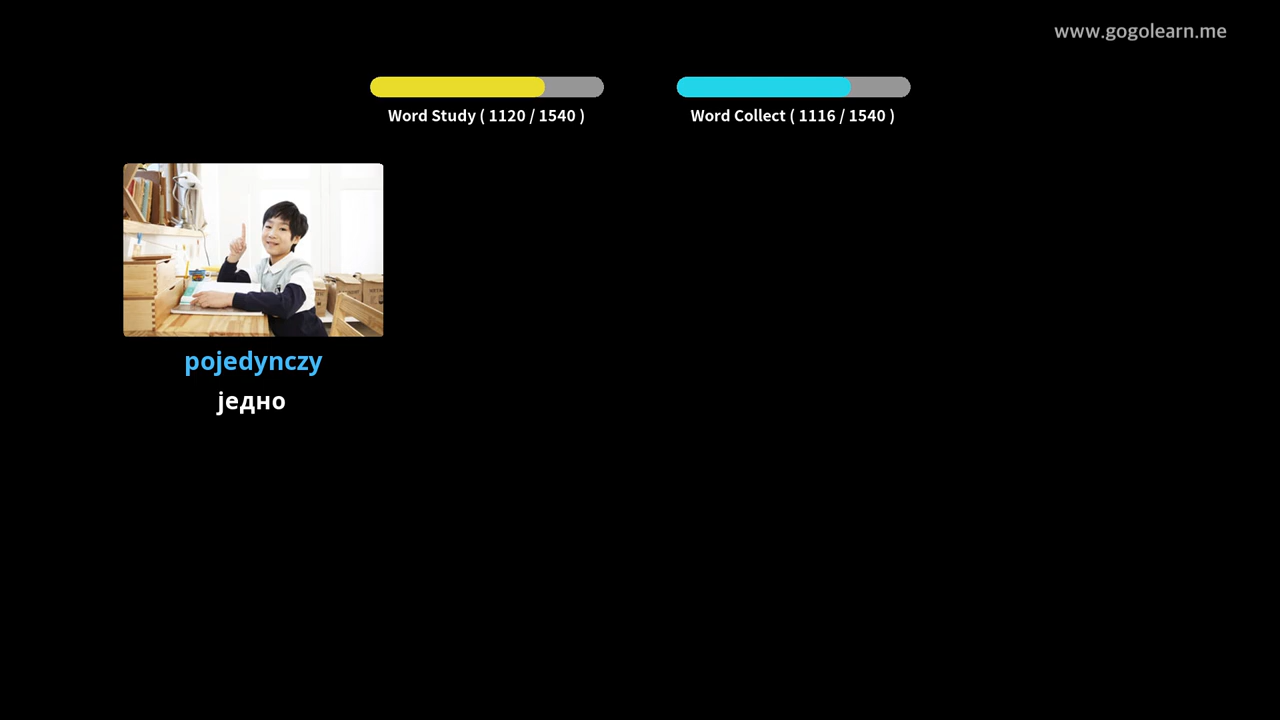 www.gogolearn.me
Word Study ( 1120 / 1540 )
Word Collect ( 1116 / 1540 )
pojedynczy
једно